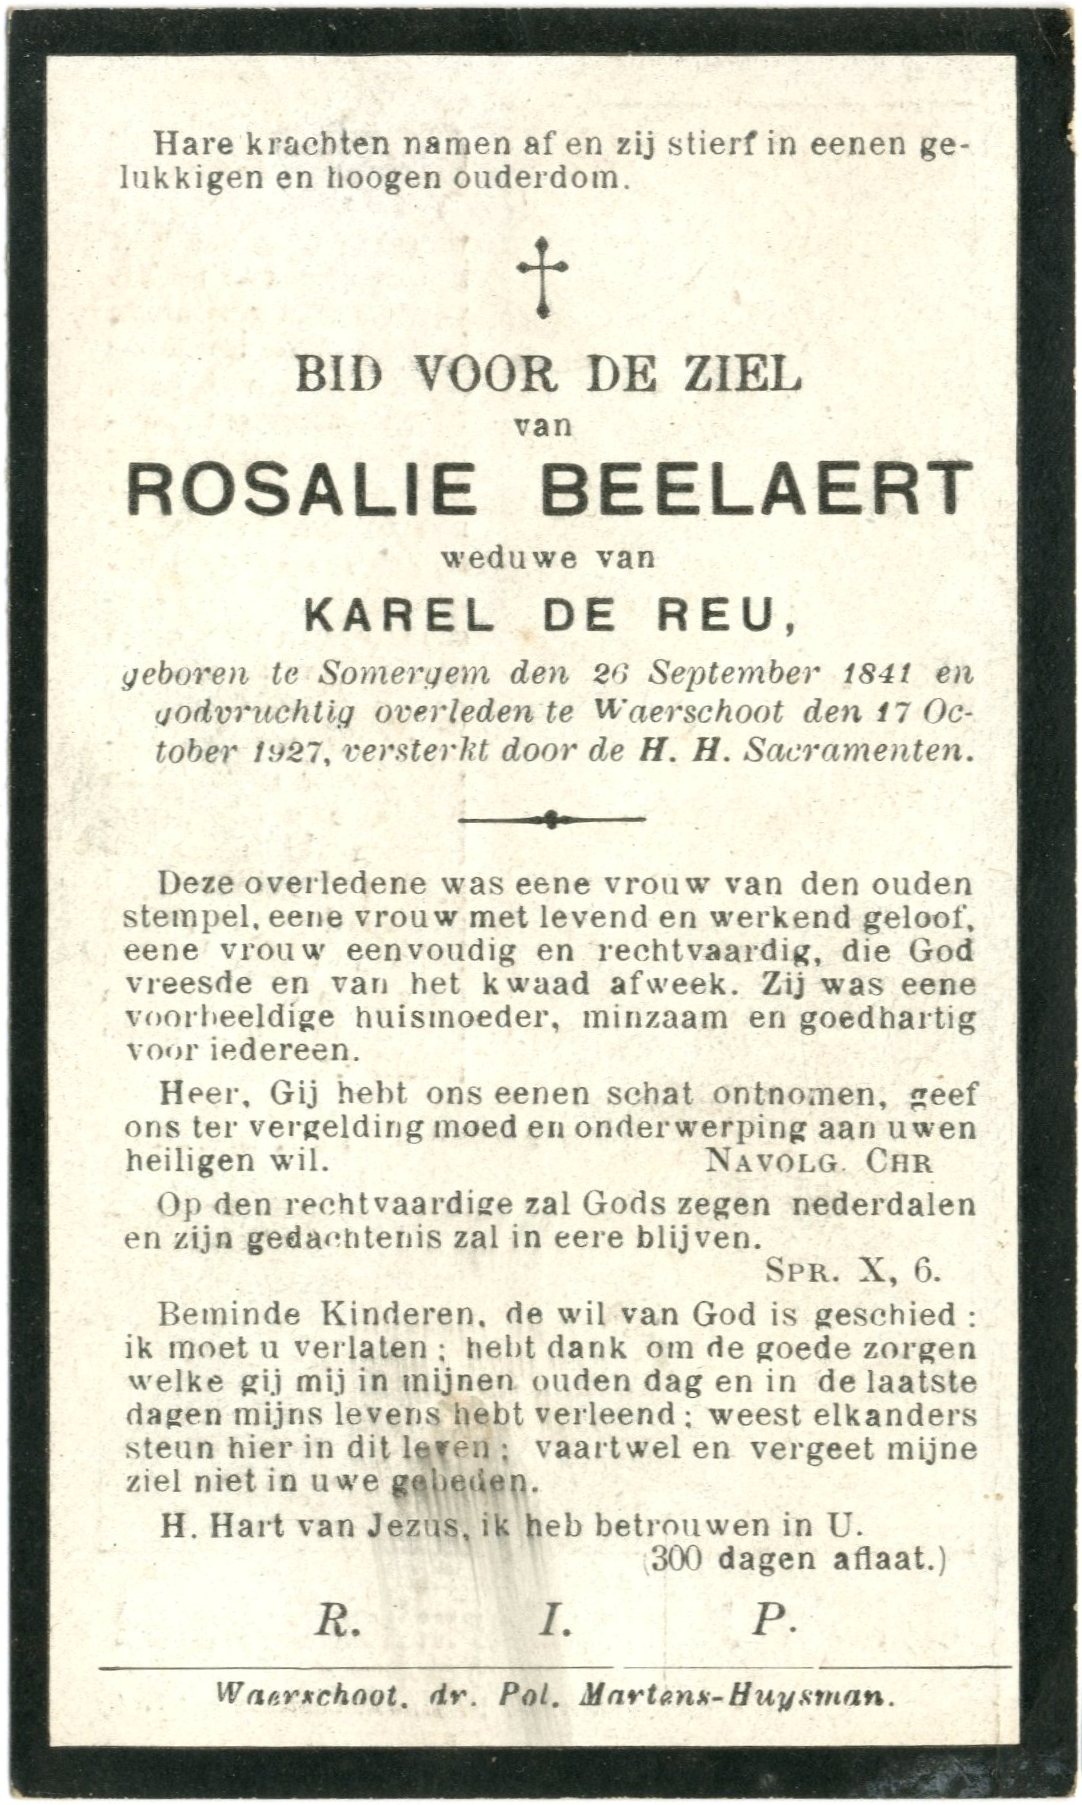 Hare krachten namen af en zij stierf in eenen ge-
lukkigen en hoogen ouderdom.
BID VOOR DE ZIEL
van
ROSALIE BEELAERT
weduwe van
KAREL DE REU,
geboren te Somergem den 26 September 1841 en
godvruchtig overleden te Waerschoot den 17 Oc-
tober 1927, versterkt door de H. H. Sacramenten.
Deze overledene was eene vrouw van den ouden
stempel, eene vrouw met levend en werkend geloof,
eene vrouw eenvoudig en rechtvaardig, die God
vreesde en van het kwaad afweek. Zij was eene
voorbeeldige huismoeder, minzaam en goedhartig
voor iedereen.
Heer, Gij hebt ons eenen schat ontnomen, geef
ons ter vergelding moed en onderwerping aan uwen
heiligen wil. NAVOLG. CHR
Op den rechtvaardige zal Gods zegen nederdalen
en zijn gedachtenis zal in eere blijven.
SPR. X, 6.
Beminde Kinderen, de wil van God is geschied :
ik moet u verlaten ; hebt dank om de goede zorgen
welke gij mij in mijnen ouden dag en in de laatste
dagen mijns levens hebt verleend ; weest elkanders
steun hier in dit leven ; vaartwel en vergeet mijne
ziel niet in uwe gebeden.
H. Hart van Jezus, ik heb betrouwen in U.
(300 dagen aflaat.)
R. I. P.
Waerschoot, dr. Pol. Martens-Huysman.